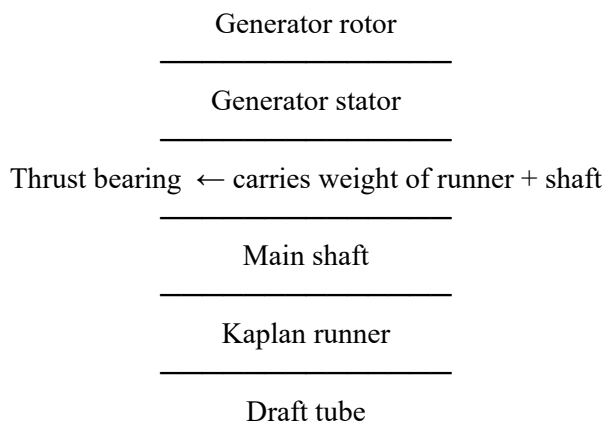 Generator rotor
Generator stator
Thrust bearing ← carries weight of runner + shaft
Main shaft
Kaplan runner
Draft tube